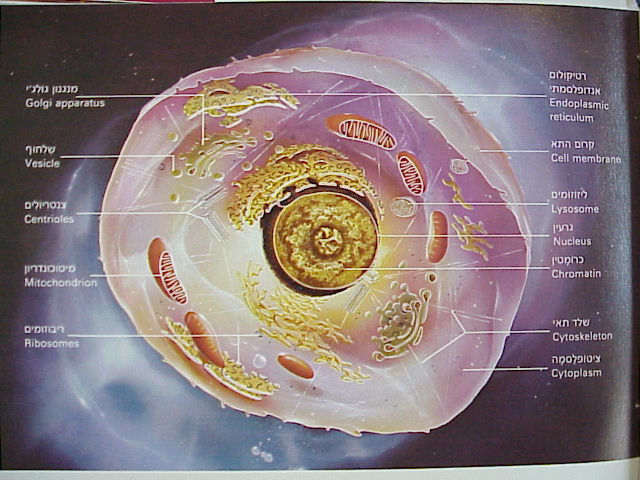 מנגנון גולג׳י
Golgi apparatus
שלחוף
Vesicle
צנטריולים
Centrioles
מיטוכונדריון
Mitochondrion
ריבוזומים
Ribosomes
רטיקולום
אנדופלסמתי
Endoplasmic
reticulum
קרום התא
Cell membrane
ליזוזומים
Lysosome
גרעין
Nucleus
כרומטין
Chromatin
שלד תאי
Cytoskeleton
ציטופלסמה
Cytoplasm